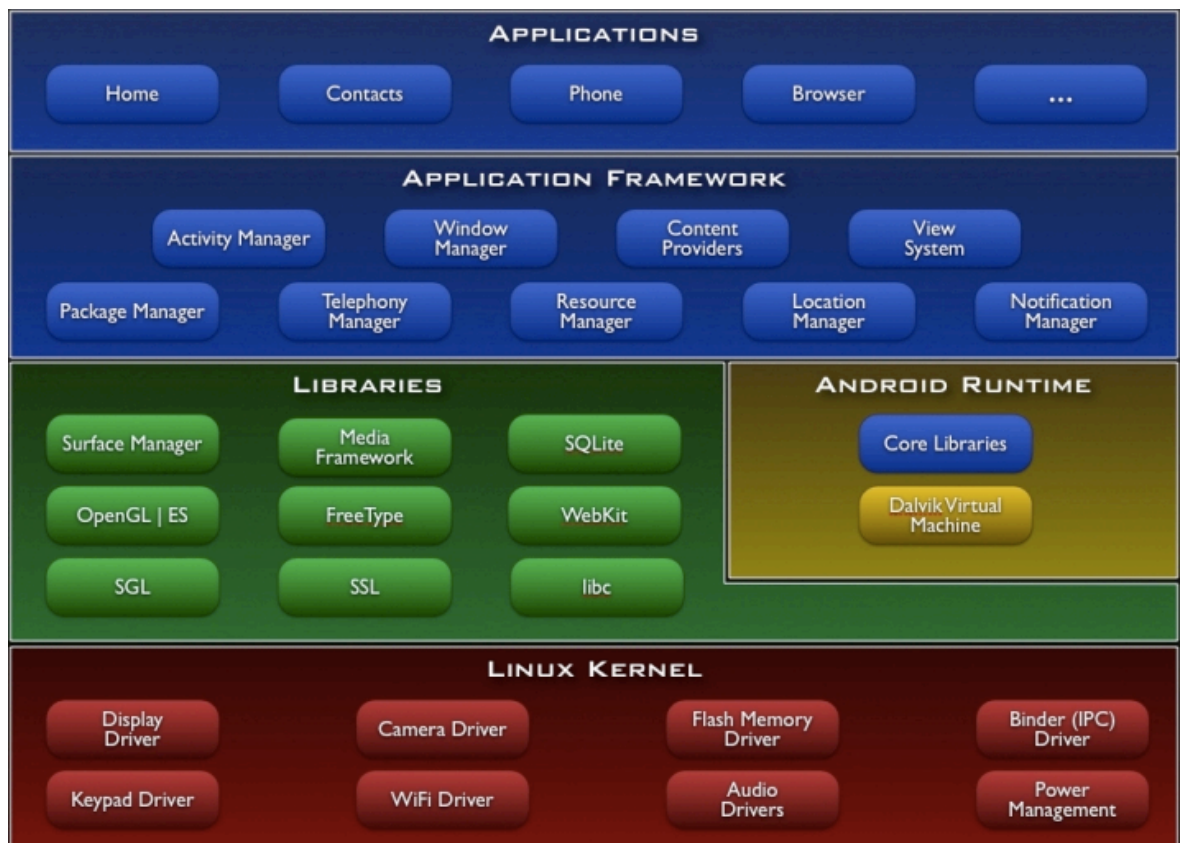 APPLICATIONS
Home
Contacts
Phone
Browser
...
APPLICATION FRAMEWORK
Activity Manager
Window
Manager
Content
Providers
View
System
Package Manager
Telephony
Manager
Resource
Manager
Location
Manager
Notification
Manager
LIBRARIES
Surface Manager
Media
Framework
SQLite
OpenGL | ES
FreeType
WebKit
SGL
SSL
libc
ANDROID RUNTIME
Core Libraries
Dalvik Virtual
Machine
LINUX KERNEL
Display
Driver
Camera Driver
Flash Memory
Driver
Binder (IPC)
Driver
Keypad Driver
WiFi Driver
Audio
Drivers
Power
Management